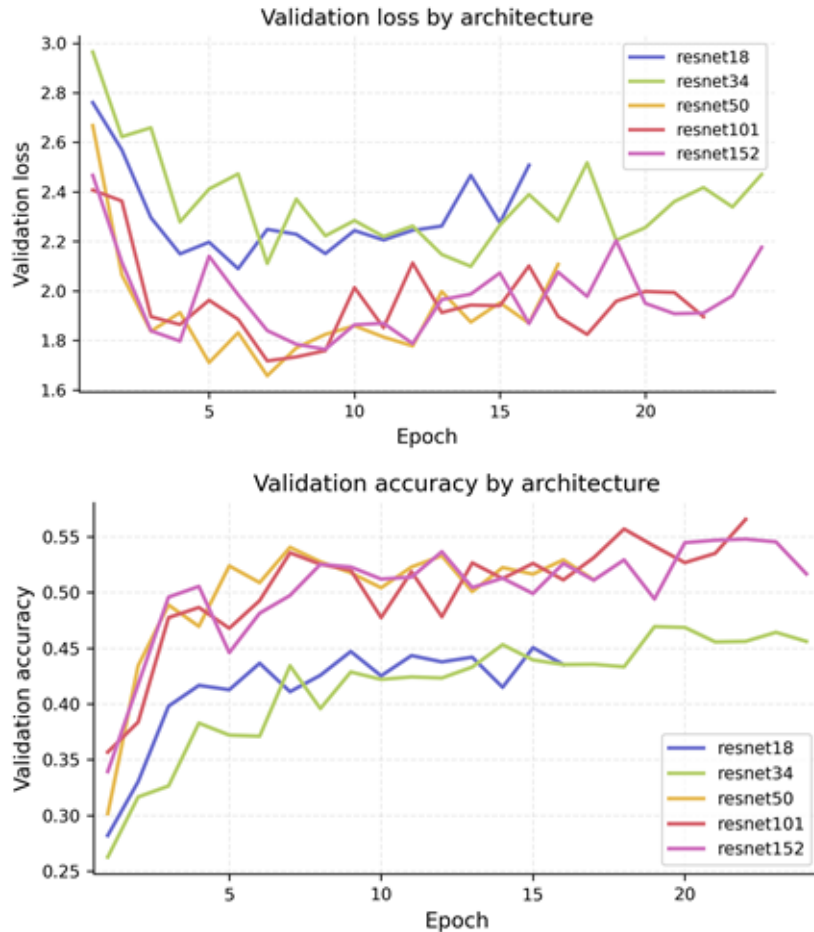 Validation loss by architecture
3.0
2.8
2.6
2.4
2.2
2.0
1.8
1.6
Validation loss
resnet18
resnet34
resnet50
resnet101
resnet152
5
10
15
20
Epoch
Validation accuracy by architecture
0.55
0.50
0.45
0.40
0.35
0.30
0.25
Validation accuracy
resnet18
resnet34
resnet50
resnet101
resnet152
5
10
15
20
Epoch